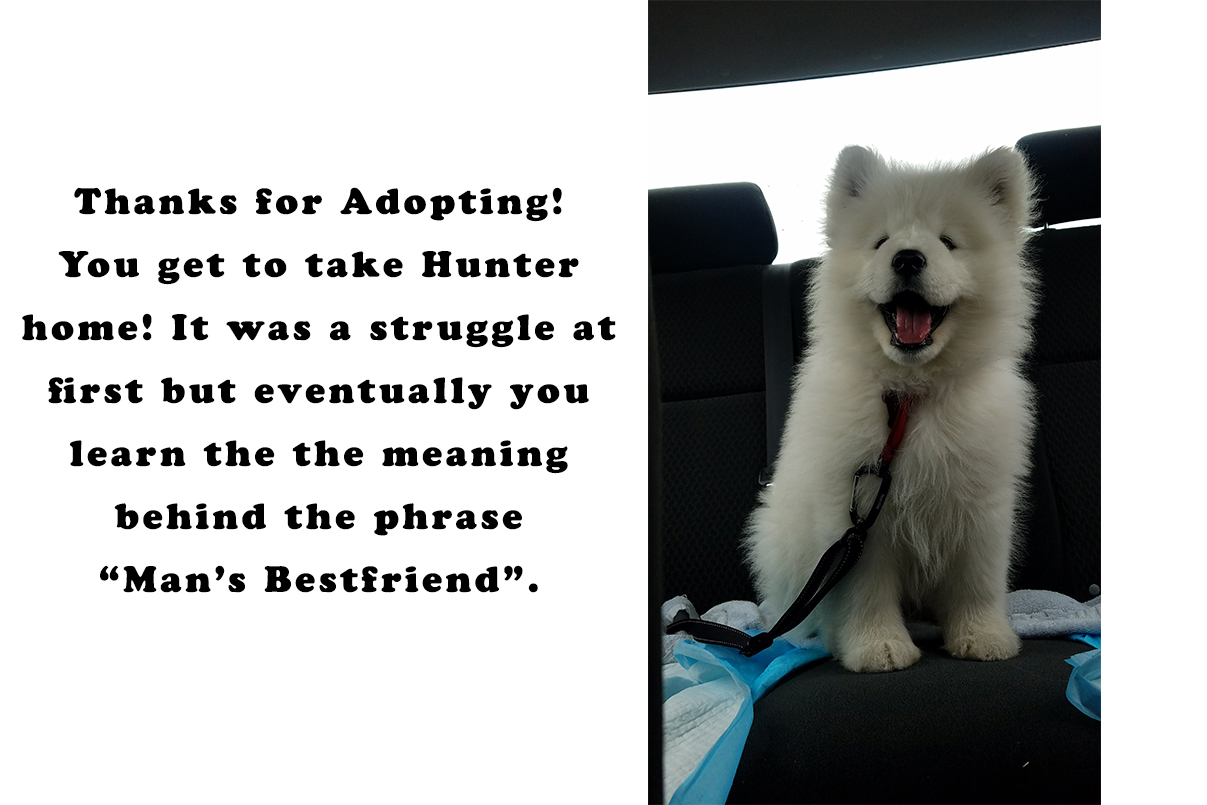 Thanks for Adopting!
You get to take Hunter
home! It was a struggle at
first but eventually you
learn the the meaning
behind the phrase
“Man’s Bestfriend”.